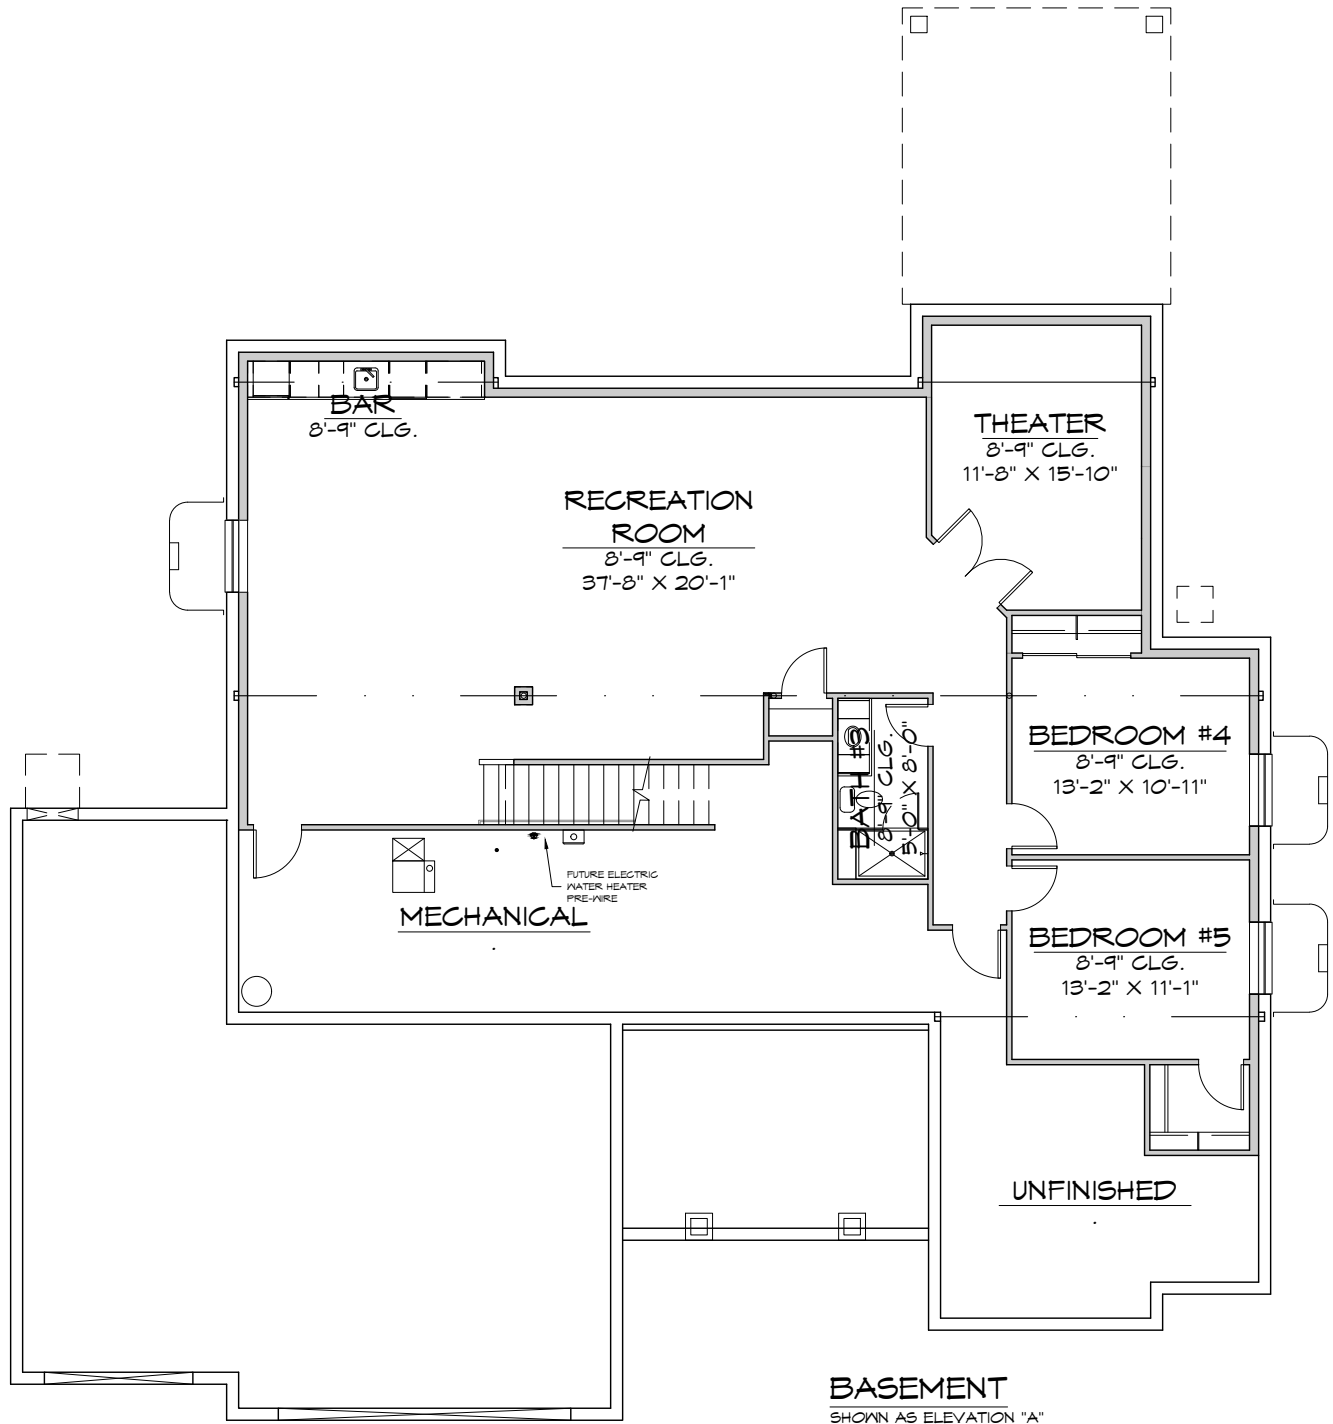 BAR
8'-9" CLG.
THEATER
8'-9" CLG.
11'-8" X 15'-10"
RECREATION
ROOM
8'-9" CLG.
37'-8" X 20'-1"
BEDROOM #4
8'-9" CLG.
13'-2" X 10'-11"
BATH #3
8'-9" CLG.
5'-0" X 8'-0"
FUTURE ELECTRIC
WATER HEATER
PRE-WIRE
MECHANICAL
BEDROOM #5
8'-9" CLG.
13'-2" X 11'-1"
UNFINISHED
BASEMENT
SHOWN AS ELEVATION "A"